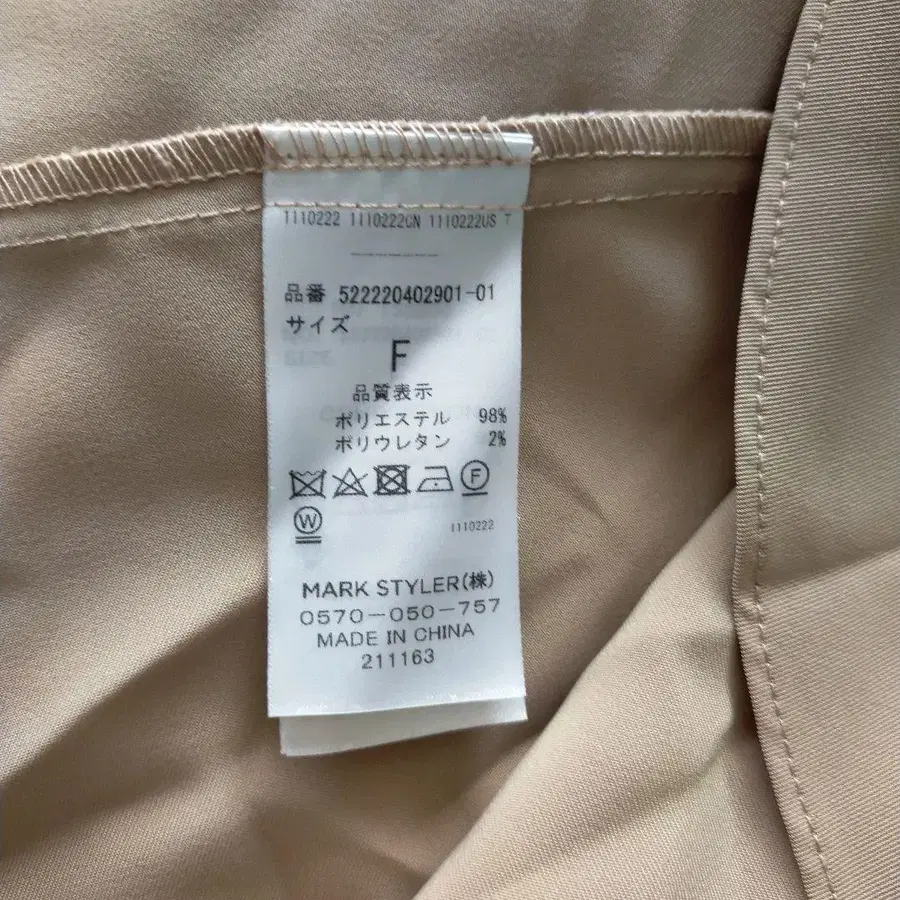 1110222 1110222CN 1110222US T
品番 522220402901-01
サイズ
F
品質表示
ポリエステル 98%
ポリウレタン 2%
F
W
1110222
MARK STYLER(株)
0570-050-757
MADE IN CHINA
211163